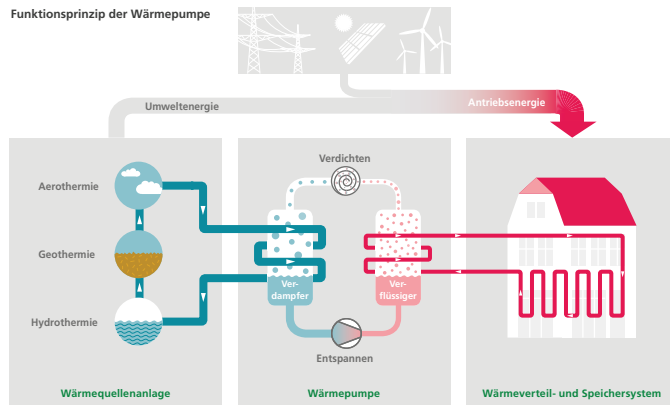 Funktionsprinzip der Wärmepumpe
Umweltenergie
Antriebsenergie
Aerothermie
Geothermie
Hydrothermie
Verdichten
Ver-
dampfer
Ver-
flüssiger
Entspannen
Wärmequellenanlage
Wärmepumpe
Wärmeverteil- und Speichersystem